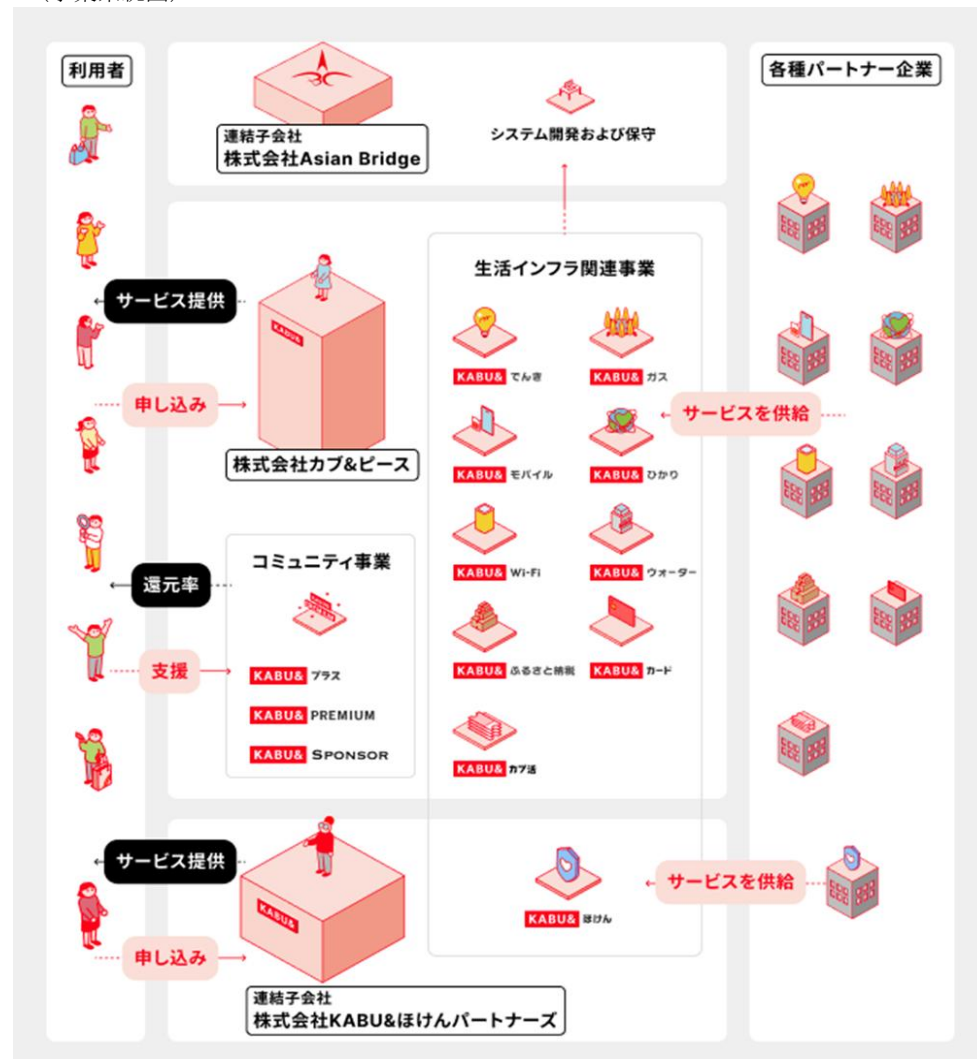 利用者
各種パートナー企業
連結子会社
株式会社Asian Bridge
システム開発および保守
生活インフラ関連事業
サービス提供
KABU&
KABU& でんき
KABU& ガス
申し込み
サービスを供給
株式会社カブ&ピース
KABU& モバイル
KABU& ひかり
コミュニティ事業
還元率
KABU& Wi-Fi
KABU& ウォーター
支援
KABU& プラス
KABU& ふるさと納税
KABU& カード
KABU& PREMIUM
KABU& SPONSOR
KABU& カブ活
サービス提供
KABU&
サービスを供給
KABU& ほけん
申し込み
連結子会社
株式会社KABU&ほけんパートナーズ